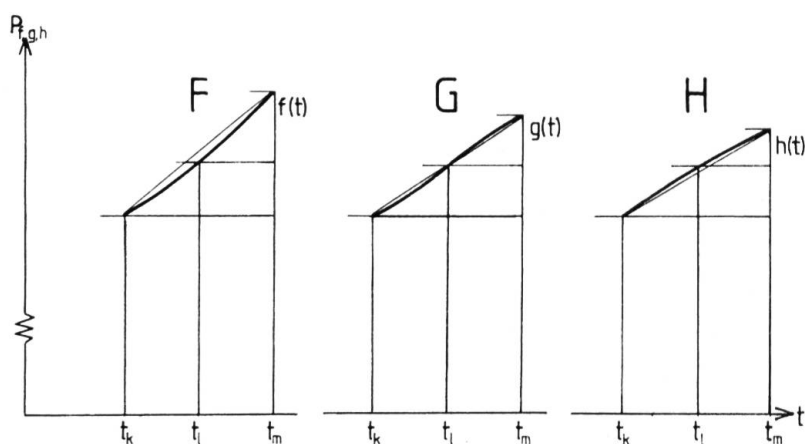 P_f,g,h
F G H
f(t) g(t) h(t)
t_k t_l t_m t_k t_l t_m t_k t_l t_m t